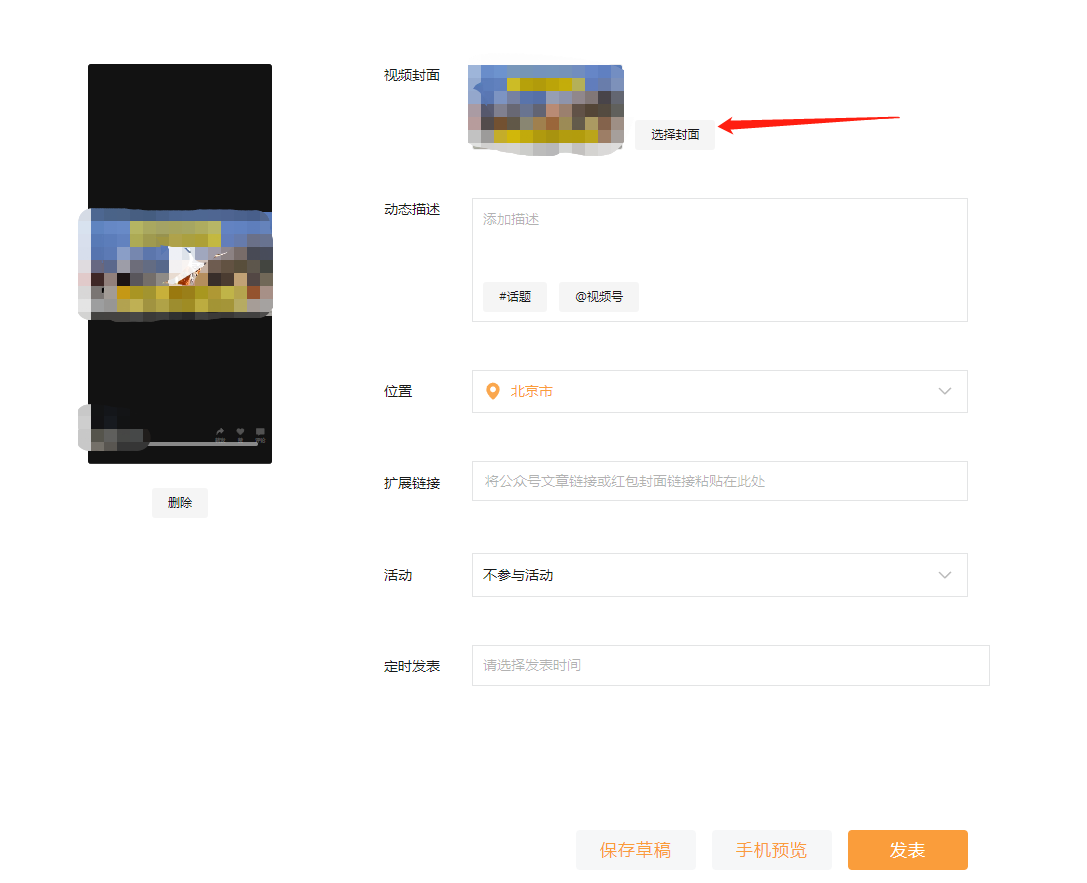 视频封面
选择封面
动态描述
添加描述
#话题
@视频号
位置
北京市
扩展链接
将公众号文章链接或红包封面链接粘贴在此处
删除
活动
不参与活动
定时发表
请选择发表时间
保存草稿
手机预览
发表